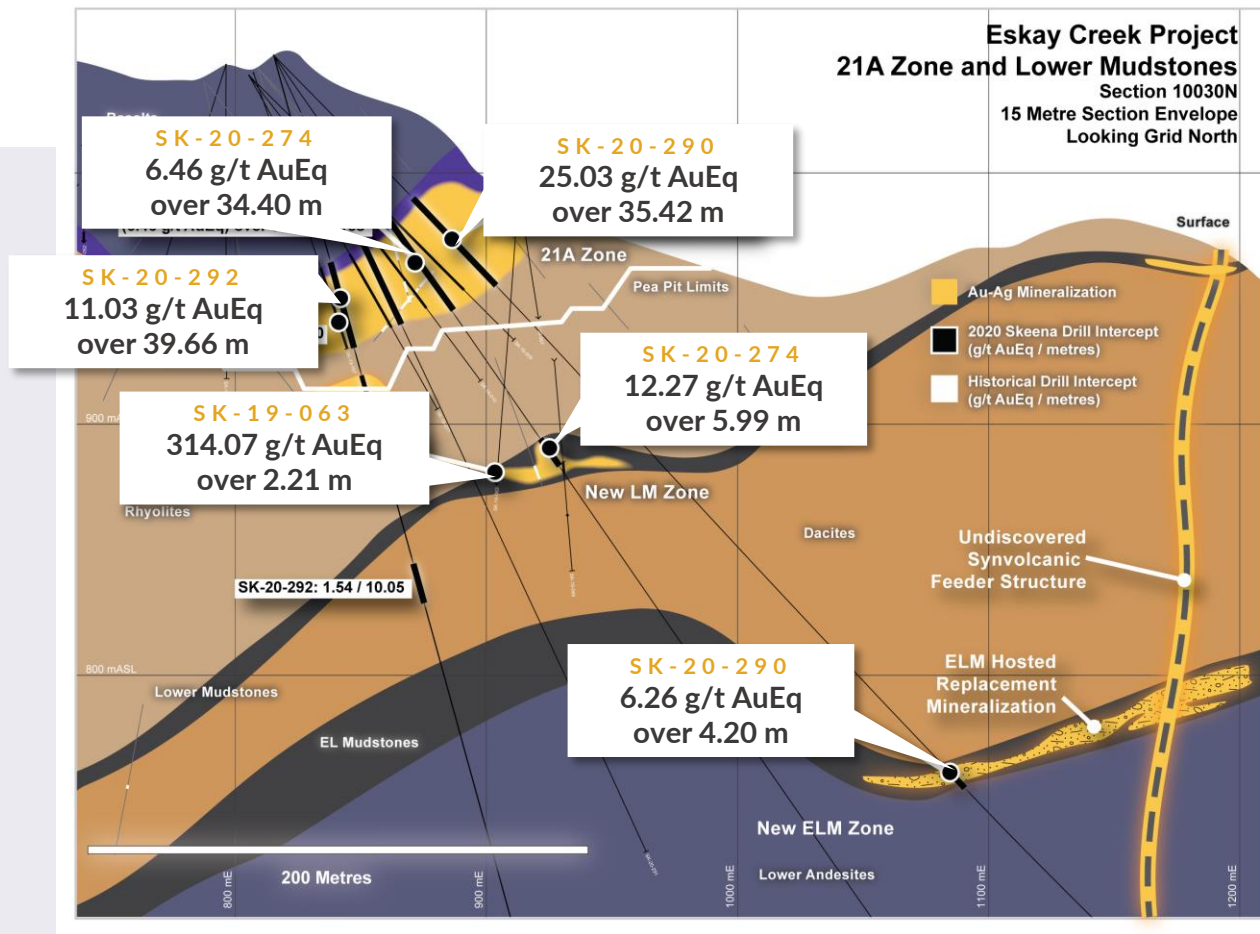 Eskay Creek Project
21A Zone and Lower Mudstones
Section 10030N
15 Metre Section Envelope
Looking Grid North
SK-20-274
6.46 g/t AuEq
over 34.40 m
SK-20-290
25.03 g/t AuEq
over 35.42 m
Surface
21A Zone
SK-20-292
11.03 g/t AuEq
over 39.66 m
Pea Pit Limits
Au-Ag Mineralization
2020 Skeena Drill Intercept
(g/t AuEq / metres)
Historical Drill Intercept
(g/t AuEq / metres)
SK-20-274
12.27 g/t AuEq
over 5.99 m
SK-19-063
314.07 g/t AuEq
over 2.21 m
900
New LM Zone
Rhyolites
Dacites
Undiscovered
Synvolcanic
Feeder Structure
SK-20-292: 1.54 / 10.05
800 mASL
Lower Mudstones
EL Mudstones
SK-20-290
6.26 g/t AuEq
over 4.20 m
ELM Hosted
Replacement
Mineralization
New ELM Zone
Lower Andesites
200 Metres
800 mE
900 mE
1000 mE
1100 mE
1200 mE